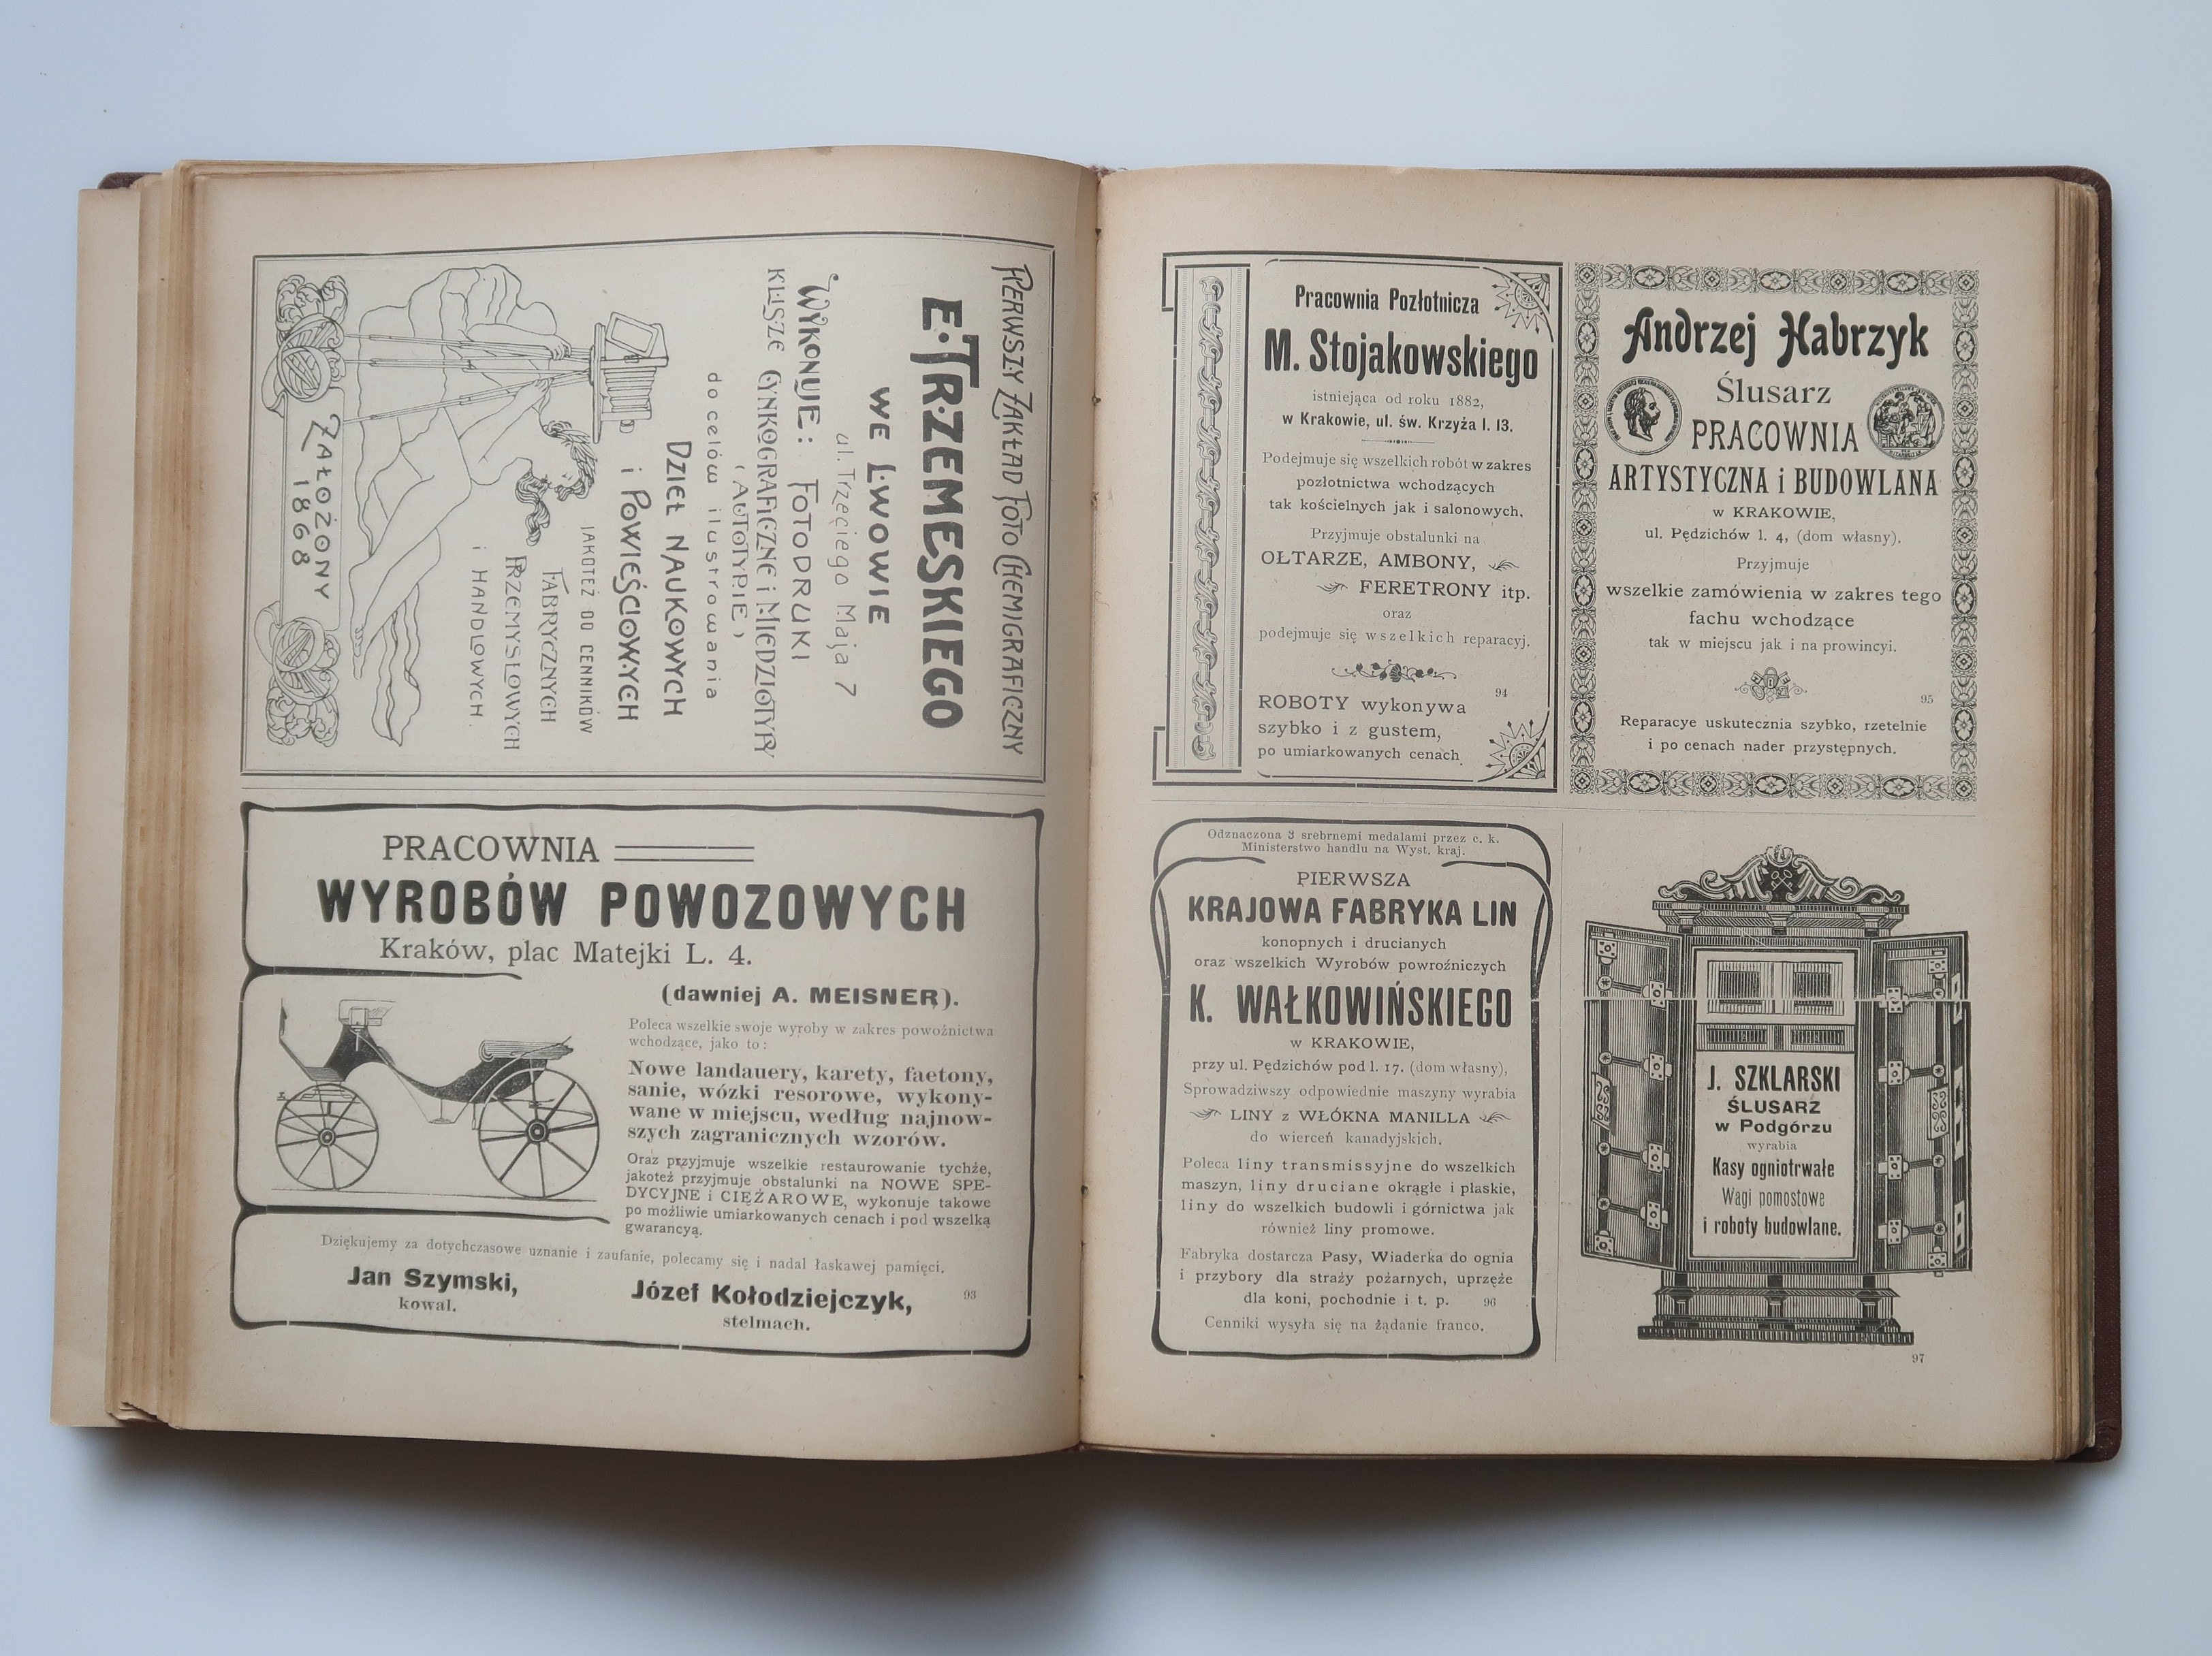 PIERWSZY ZAKŁAD FOTO CHEMIGRAFICZNY
E. TRZEMESKIEGO
WE LWOWIE
ul. Trzeciego Maja 7
WYKONUJE: FOTODRUKI
KLISZE CYNKOGRAFICZNE i MIEDZIOTYPY
(AUTOTYPIE)
do celów ilustrowania
DZIEŁ NAUKOWYCH
i POWIEŚCIOWYCH
JAKOTEŻ DO CENNIKÓW
FABRYCZNYCH
PRZEMYSŁOWYCH
i HANDLOWYCH.
ZAŁOŻONY
1868
PRACOWNIA
WYROBÓW POWOZOWYCH
Kraków, plac Matejki L. 4.
(dawniej A. MEISNER).
Poleca wszelkie swoje wyroby w zakres powoźnictwa
wchodzące, jako to:
Nowe landauery, karety, faetony,
sanie, wózki resorowe, wykony-
wane w miejscu, według najnow-
szych zagranicznych wzorów.
Oraz przyjmuje wszelkie restaurowanie tychże,
jakoteż przyjmuje obstalunki na NOWE SPE-
DYCYJNE i CIĘŻAROWE, wykonuje takowe
po możliwie umiarkowanych cenach i pod wszelką
gwarancyą.
Dziękujemy za dotychczasowe uznanie i zaufanie, polecamy się i nadal łaskawej pamięci.
Jan Szymski,
kowal.
Józef Kołodziejczyk,
stelmach.
93
Pracownia Pozłotnicza
M. Stojakowskiego
istniejąca od roku 1882,
w Krakowie, ul. św. Krzyża l. 13.
Podejmuje się wszelkich robót w zakres
pozłotnictwa wchodzących
tak kościelnych jak i salonowych.
Przyjmuje obstalunki na
OŁTARZE, AMBONY,
FERETRONY itp.
oraz
podejmuje się wszelkich reparacyj.
94
ROBOTY wykonywa
szybko i z gustem,
po umiarkowanych cenach.
Andrzej Habrzyk
Ślusarz
PRACOWNIA
ARTYSTYCZNA i BUDOWLANA
w KRAKOWIE,
ul. Pędzichów l. 4, (dom własny).
Przyjmuje
wszelkie zamówienia w zakres tego
fachu wchodzące
tak w miejscu jak i na prowincyi.
95
Reparacye uskutecznia szybko, rzetelnie
i po cenach nader przystępnych.
Odznaczona 3 srebrnemi medalami przez c. k.
Ministerstwo handlu na Wyst. kraj.
PIERWSZA
KRAJOWA FABRYKA LIN
konopnych i drucianych
oraz wszelkich Wyrobów powroźniczych
K. WAŁKOWIŃSKIEGO
w KRAKOWIE,
przy ul. Pędzichów pod l. 17. (dom własny),
Sprowadziwszy odpowiednie maszyny wyrabia
LINY z WŁÓKNA MANILLA
do wierceń kanadyjskich.
Poleca liny transmissyjne do wszelkich
maszyn, liny druciane okrągłe i płaskie,
liny do wszelkich budowli i górnictwa jak
również liny promowe.
Fabryka dostarcza Pasy, Wiaderka do ognia
i przybory dla straży pożarnych, uprzęże
dla koni, pochodnie i t. p.
96
Cenniki wysyła się na żądanie franco.
J. SZKLARSKI
ŚLUSARZ
w Podgórzu
wyrabia
Kasy ogniotrwałe
Wagi pomostowe
i roboty budowlane.
97